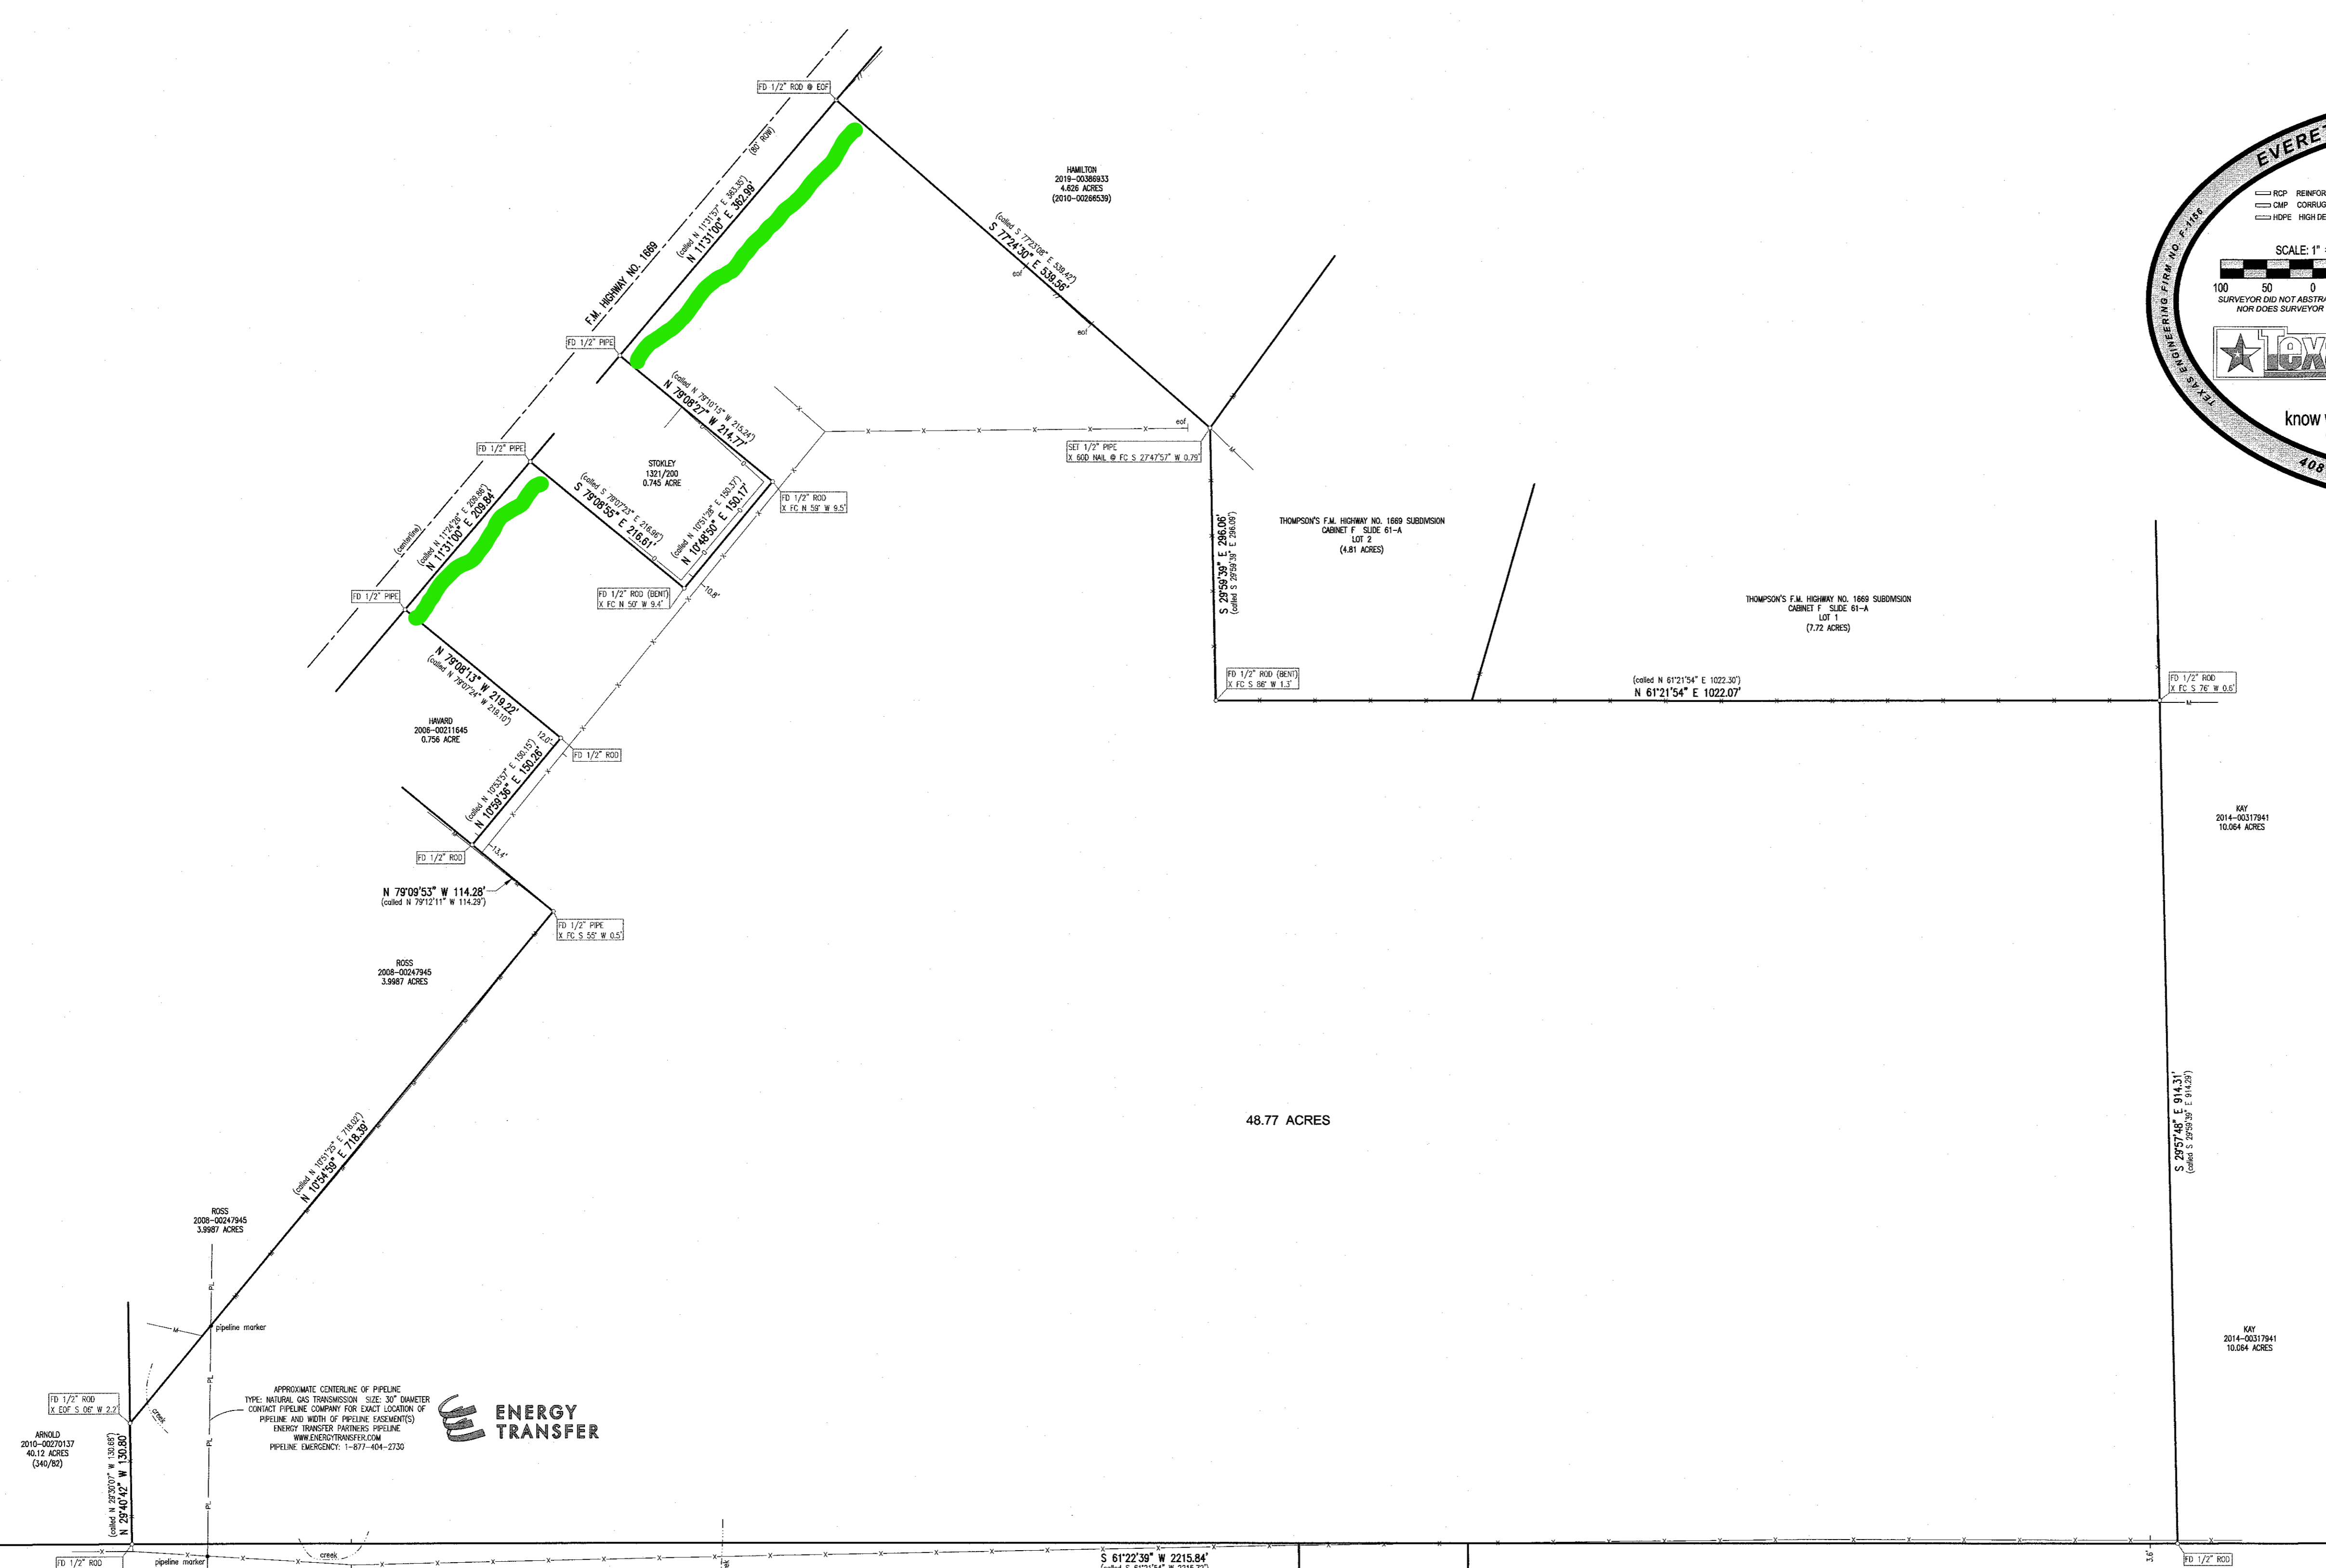 FD 1/2" ROD @ EOF
(80' ROW)
F.M. HIGHWAY NO. 1669
(called N 11°31'57" E 363.35')
N 11°31'00" E 362.99'
HAMILTON
2019-00386933
4.626 ACRES
(2010-00266539)
(called S 77°23'08" E 539.42')
S 77°24'30" E 539.56'
eof
eof
eof
FD 1/2" PIPE
(called N 79°10'15" W 215.24')
N 79°08'27" W 214.77'
SET 1/2" PIPE
X 60D NAIL @ FC S 27°47'57" W 0.79'
FD 1/2" PIPE
STOKLEY
1321/200
0.745 ACRE
(called S 79°07'23" E 216.96')
S 79°08'55" E 216.61'
(called N 10°51'28" E 150.37')
N 10°48'50" E 150.17'
FD 1/2" ROD
X FC N 59° W 9.5'
(centerline)
(called N 11°24'26" E 209.86')
N 11°31'00" E 209.84'
FD 1/2" ROD (BENT)
X FC N 50° W 9.4'
10.8'
FD 1/2" PIPE
N 79°08'13" W 219.22'
(called N 79°07'24" W 219.10')
HAVARD
2006-00211645
0.756 ACRE
12.0'
(called N 10°53'57" E 150.15')
N 10°59'36" E 150.26'
FD 1/2" ROD
FD 1/2" ROD
13.4'
N 79°09'53" W 114.28'
(called N 79°12'11" W 114.29')
FD 1/2" PIPE
X FC S 55° W 0.5'
ROSS
2008-00247945
3.9987 ACRES
S 29°59'39" E 296.06'
(called S 29°59'39" E 296.09')
THOMPSON'S F.M. HIGHWAY NO. 1669 SUBDIVISION
CABINET F SLIDE 61-A
LOT 2
(4.81 ACRES)
THOMPSON'S F.M. HIGHWAY NO. 1669 SUBDIVISION
CABINET F SLIDE 61-A
LOT 1
(7.72 ACRES)
FD 1/2" ROD (BENT)
X FC S 86° W 1.3'
(called N 61°21'54" E 1022.30')
N 61°21'54" E 1022.07'
FD 1/2" ROD
X FC S 76° W 0.6'
KAY
2014-00317941
10.064 ACRES
48.77 ACRES
S 29°57'48" E 914.31'
(called S 29°59'39" E 914.29')
(called N 10°51'25" E 718.02')
N 10°54'59" E 718.39'
ROSS
2008-00247945
3.9987 ACRES
pipeline marker
KAY
2014-00317941
10.064 ACRES
FD 1/2" ROD
X EOF S 06° W 2.2'
creek
ARNOLD
2010-00270137
40.12 ACRES
(340/82)
(called N 29°30'07" W 130.68')
N 29°40'42" W 130.80'
APPROXIMATE CENTERLINE OF PIPELINE
TYPE: NATURAL GAS TRANSMISSION SIZE: 30" DIAMETER
CONTACT PIPELINE COMPANY FOR EXACT LOCATION OF
PIPELINE AND WIDTH OF PIPELINE EASEMENT(S)
ENERGY TRANSFER PARTNERS PIPELINE
WWW.ENERGYTRANSFER.COM
PIPELINE EMERGENCY: 1-877-404-2730
ENERGY
TRANSFER
FD 1/2" ROD
pipeline marker
creek
S 61°22'39" W 2215.84'
3.6'
FD 1/2" ROD
EVERET
TEXAS ENGINEERING FIRM NO. F-1156
RCP REINFOR
CMP CORRUG
HDPE HIGH DE
SCALE: 1" =
100 50 0
SURVEYOR DID NOT ABSTRA
NOR DOES SURVEYOR
Texa
know
408